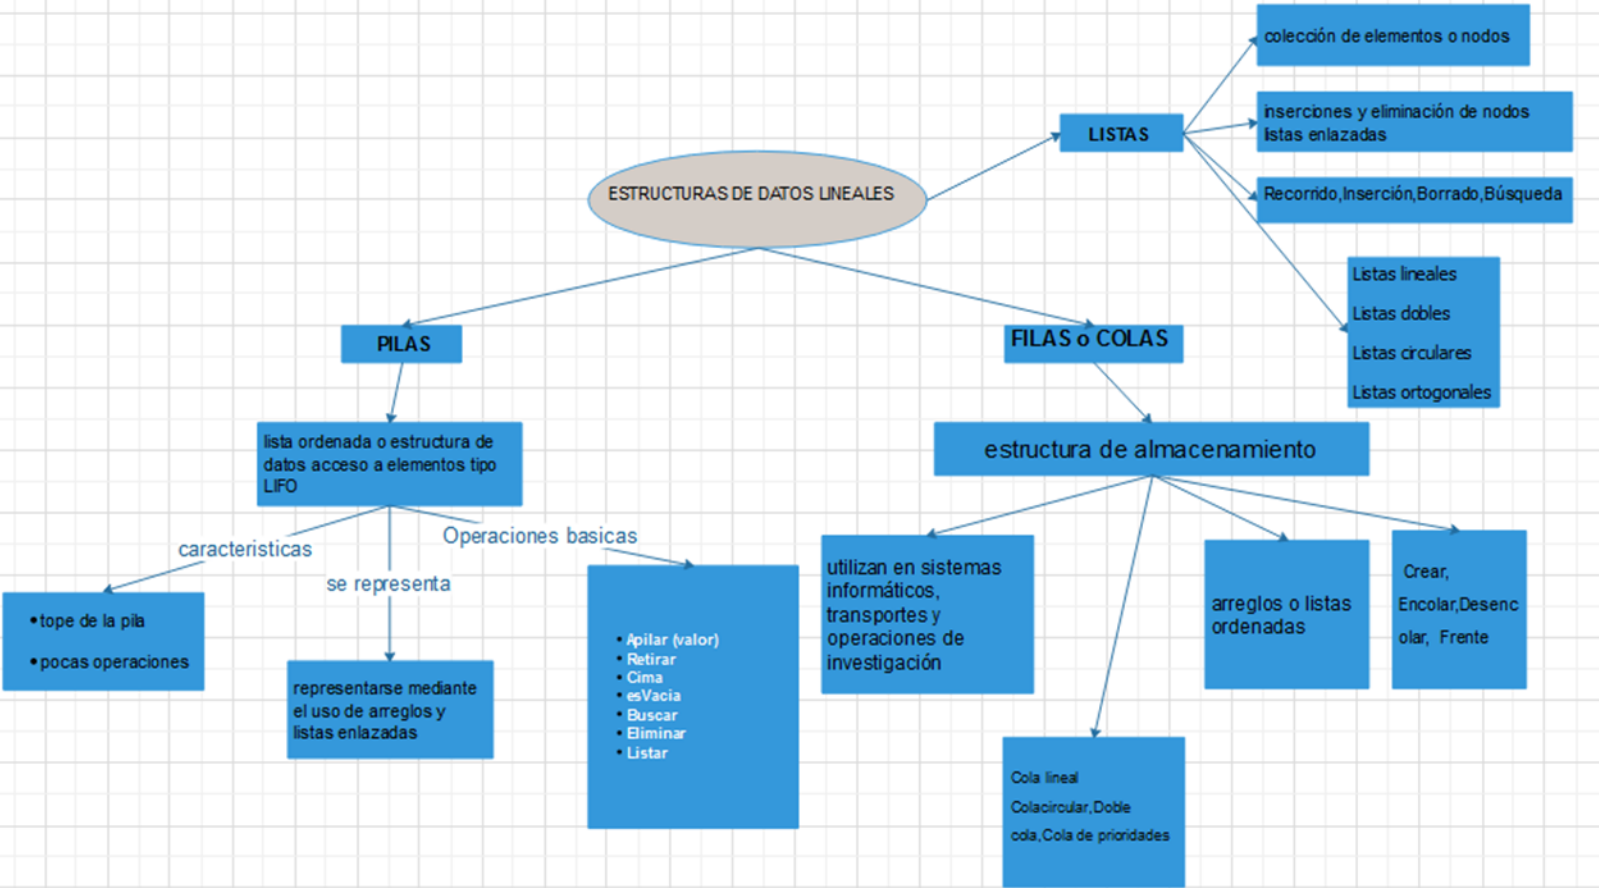 ESTRUCTURAS DE DATOS LINEALES
LISTAS
colección de elementos o nodos
inserciones y eliminación de nodos
listas enlazadas
Recorrido,Inserción,Borrado,Búsqueda
Listas lineales
Listas dobles
Listas circulares
Listas ortogonales
PILAS
lista ordenada o estructura de
datos acceso a elementos tipo
LIFO
caracteristicas
•tope de la pila
•pocas operaciones
se representa
representarse mediante
el uso de arreglos y
listas enlazadas
Operaciones basicas
• Apilar (valor)
• Retirar
• Cima
• esVacia
• Buscar
• Eliminar
• Listar
FILAS o COLAS
estructura de almacenamiento
utilizan en sistemas
informáticos,
transportes y
operaciones de
investigación
Cola lineal
Colacircular,Doble
cola,Cola de prioridades
arreglos o listas
ordenadas
Crear,
Encolar,Desenc
olar, Frente